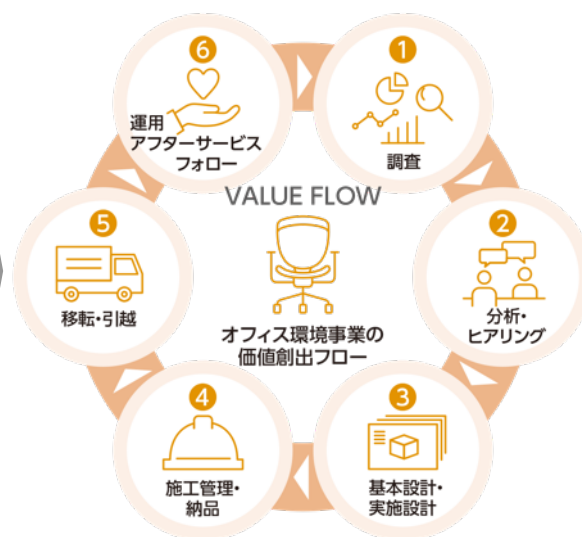 VALUE FLOW
オフィス環境事業の
価値創出フロー
1
調査
2
分析・
ヒアリング
3
基本設計・
実施設計
4
施工管理・
納品
5
移転・引越
6
運用
アフターサービス
フォロー